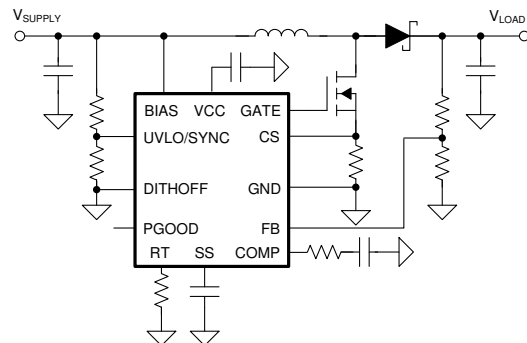 VSUPPLY
VLOAD
BIAS VCC GATE
UVLO/SYNC CS
DITHOFF GND
PGOOD FB
RT SS COMP